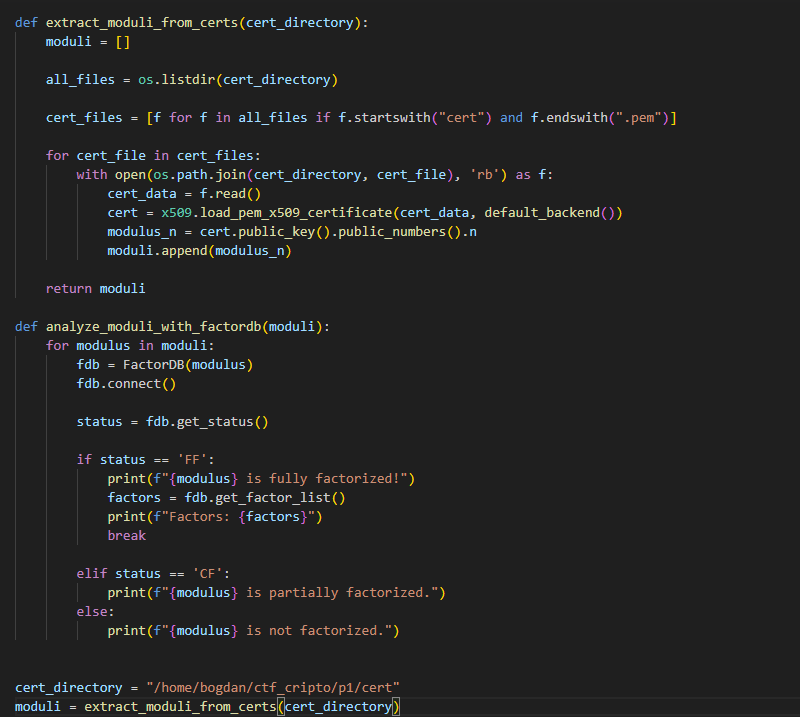 def extract_moduli_from_certs(cert_directory):
    moduli = []
    all_files = os.listdir(cert_directory)
    cert_files = [f for f in all_files if f.startswith("cert") and f.endswith(".pem")]
    for cert_file in cert_files:
        with open(os.path.join(cert_directory, cert_file), 'rb') as f:
            cert_data = f.read()
            cert = x509.load_pem_x509_certificate(cert_data, default_backend())
            modulus_n = cert.public_key().public_numbers().n
            moduli.append(modulus_n)
    return moduli
def analyze_moduli_with_factordb(moduli):
    for modulus in moduli:
        fdb = FactorDB(modulus)
        fdb.connect()
        status = fdb.get_status()
        if status == 'FF':
            print(f"{modulus} is fully factorized!")
            factors = fdb.get_factor_list()
            print(f"Factors: {factors}")
            break
        elif status == 'CF':
            print(f"{modulus} is partially factorized.")
        else:
            print(f"{modulus} is not factorized.")
cert_directory = "/home/bogdan/ctf_cripto/p1/cert"
moduli = extract_moduli_from_certs(cert_directory)